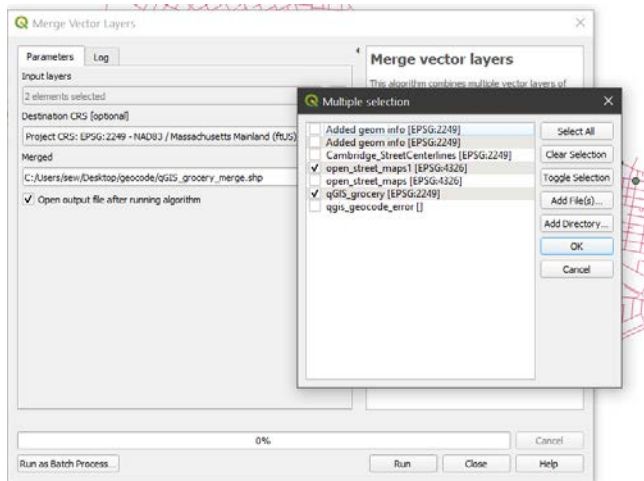 Merge Vector Layers
Parameters
Log
Input layers
2 elements selected
Destination CRS [optional]
Project CRS: EPSG:2249 - NAD83 / Massachusetts Mainland (ftUS)
Merged
C:/Users/sew/Desktop/geocode/qGIS_grocery_merge.shp
Open output file after running algorithm
Merge vector layers
This algorithm combines multiple vector layers of
Multiple selection
Added geom info [EPSG:2249]
Added geom info [EPSG:2249]
Cambridge_StreetCenterlines [EPSG:2249]
open_street_maps1 [EPSG:4326]
open_street_maps [EPSG:4326]
qGIS_grocery [EPSG:2249]
qgis_geocode_error []
Select All
Clear Selection
Toggle Selection
Add File(s)...
Add Directory...
OK
Cancel
0%
Cancel
Run as Batch Process...
Run
Close
Help